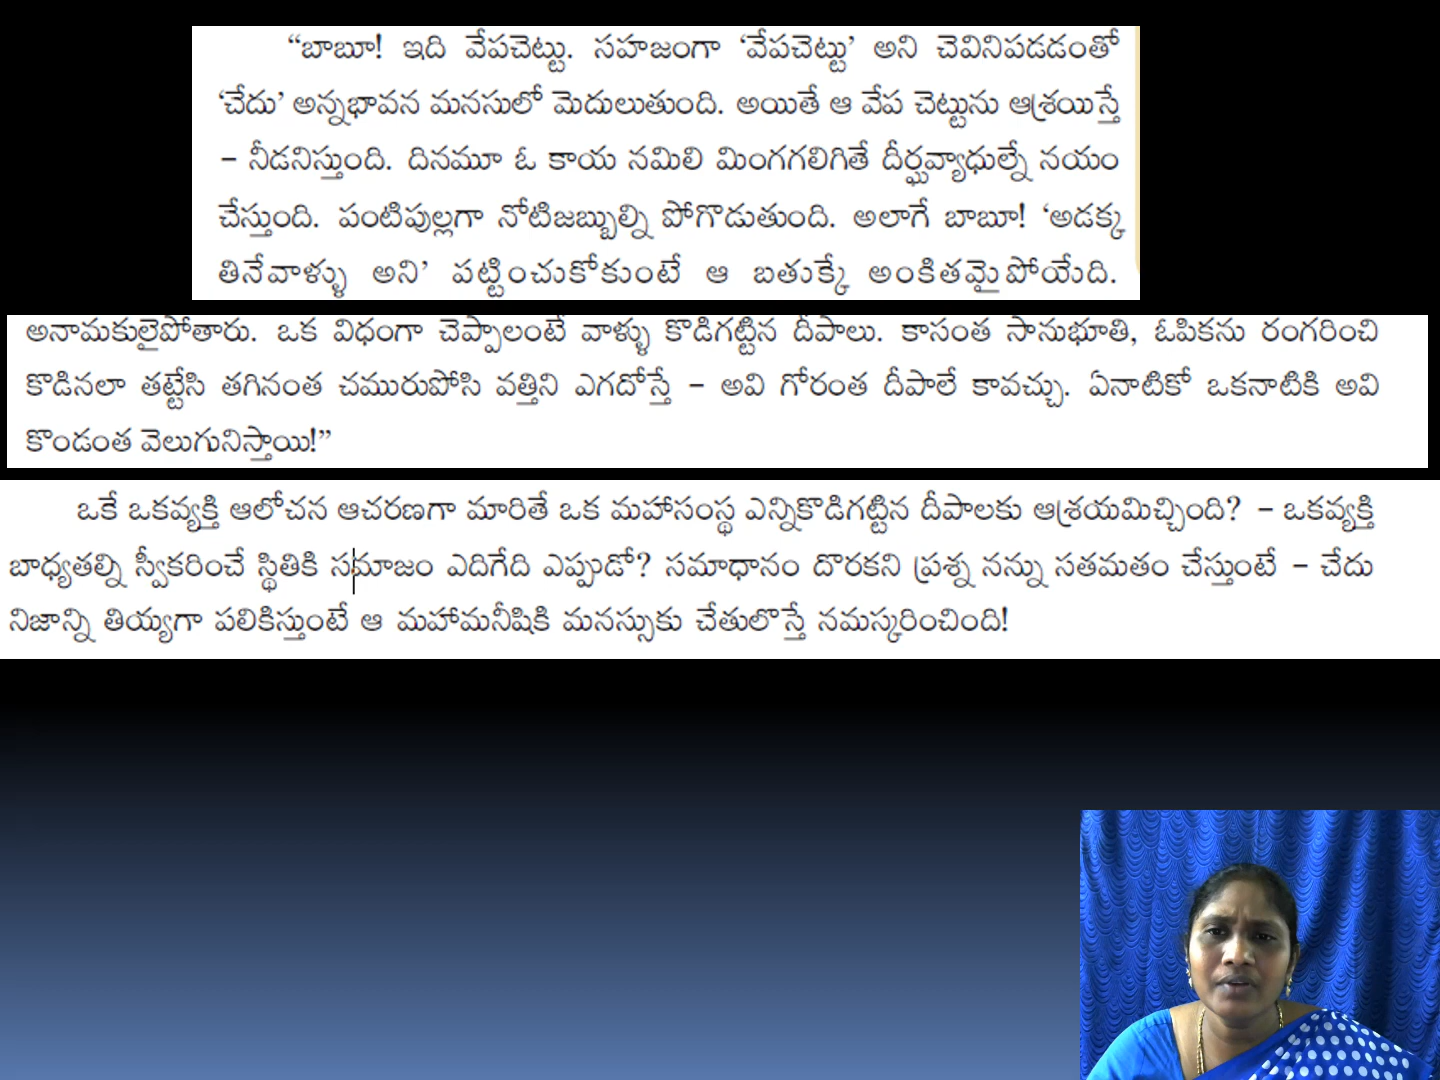 “బాబూ! ఇది వేపచెట్టు. సహజంగా ‘వేపచెట్టు’ అని చెవినిపడడంతో
‘చేదు’ అన్నభావన మనసులో మెదులుతుంది. అయితే ఆ వేప చెట్టును ఆశ్రయిస్తే
– నీడనిస్తుంది. దినమూ ఓ కాయ నమిలి మింగగలిగితే దీర్ఘవ్యాధుల్నే నయం
చేస్తుంది. పంటిపుల్లగా నోటిజబ్బుల్ని పోగొడుతుంది. అలాగే బాబూ! ‘అడక్క
తినేవాళ్ళు అని’ పట్టించుకోకుంటే ఆ బతుక్కే అంకితమైపోయేది.
అనామకులైపోతారు. ఒక విధంగా చెప్పాలంటే వాళ్ళు కొడిగట్టిన దీపాలు. కాసంత సానుభూతి, ఓపికను రంగరించి
కొడినలా తట్టేసి తగినంత చమురుపోసి వత్తిని ఎగదోస్తే – అవి గోరంత దీపాలే కావచ్చు. ఏనాటికో ఒకనాటికి అవి
కొండంత వెలుగునిస్తాయి!”
ఒకే ఒకవ్యక్తి ఆలోచన ఆచరణగా మారితే ఒక మహాసంస్థ ఎన్నికొడిగట్టిన దీపాలకు ఆశ్రయమిచ్చింది? – ఒకవ్యక్తి
బాధ్యతల్ని స్వీకరించే స్థితికి సమాజం ఎదిగేది ఎప్పుడో? సమాధానం దొరకని ప్రశ్న నన్ను సతమతం చేస్తుంటే – చేదు
నిజాన్ని తియ్యగా పలికిస్తుంటే ఆ మహామనీషికి మనస్సుకు చేతులొస్తే నమస్కరించింది!